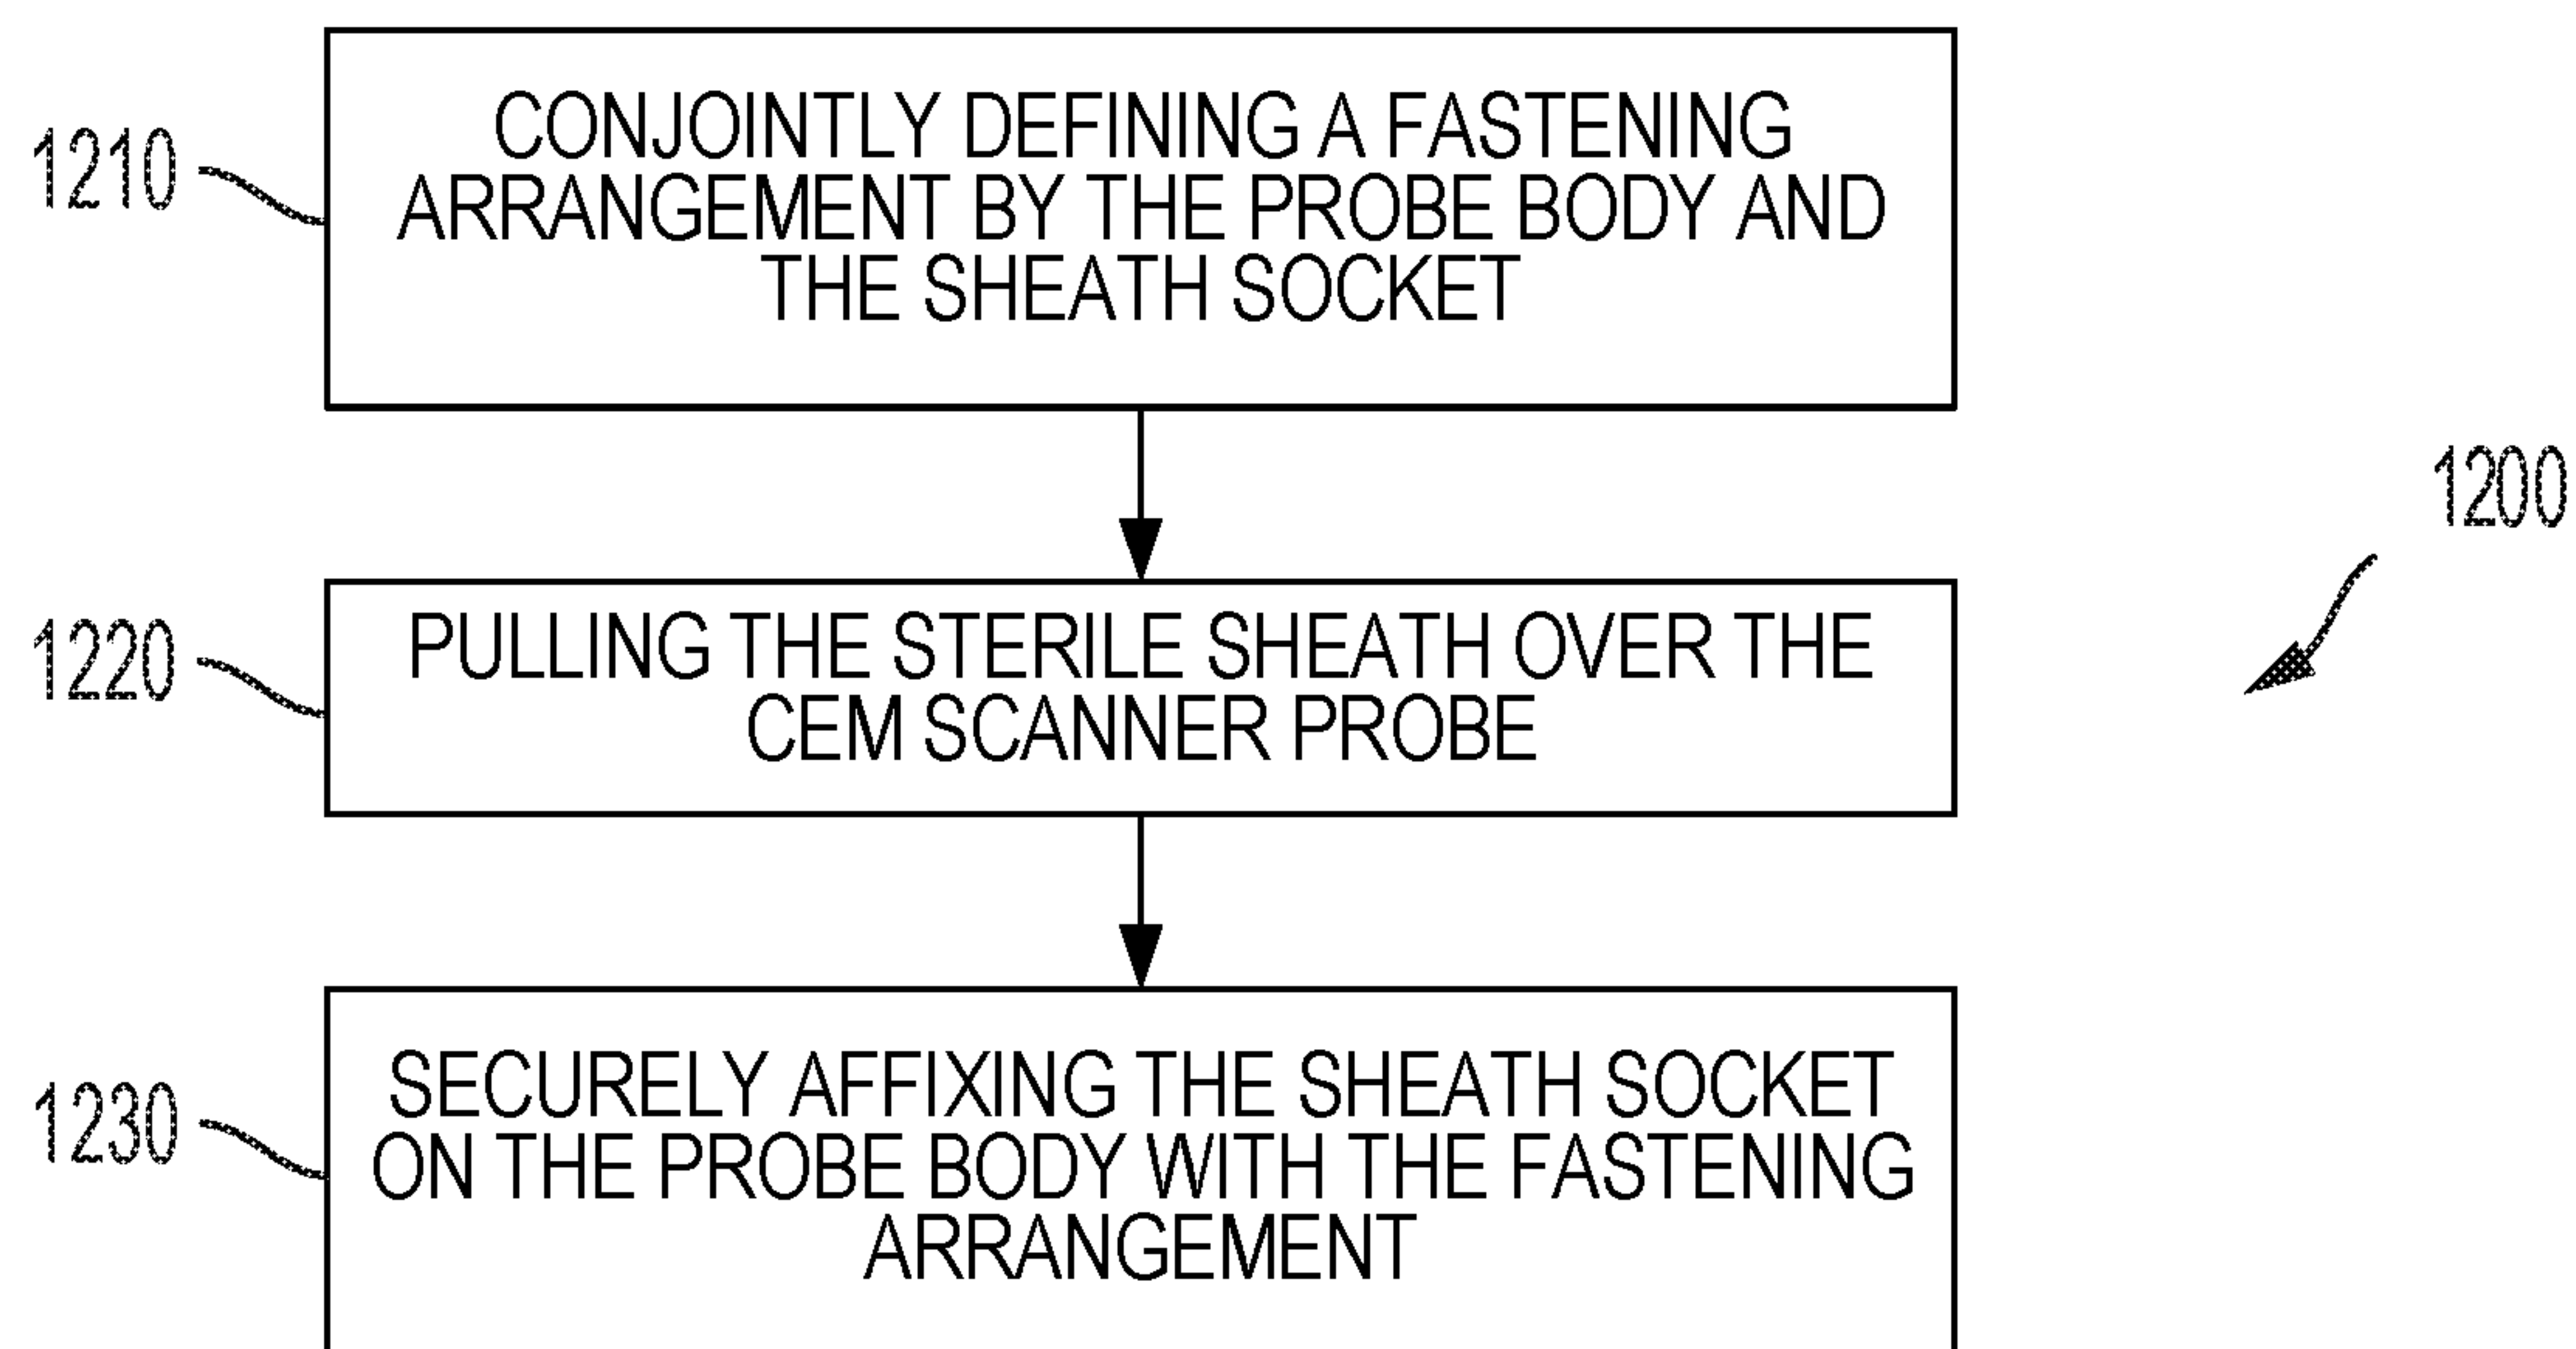 1210
CONJOINTLY DEFINING A FASTENING
ARRANGEMENT BY THE PROBE BODY AND
THE SHEATH SOCKET
1200
1220
PULLING THE STERILE SHEATH OVER THE
CEM SCANNER PROBE
1230
SECURELY AFFIXING THE SHEATH SOCKET
ON THE PROBE BODY WITH THE FASTENING
ARRANGEMENT